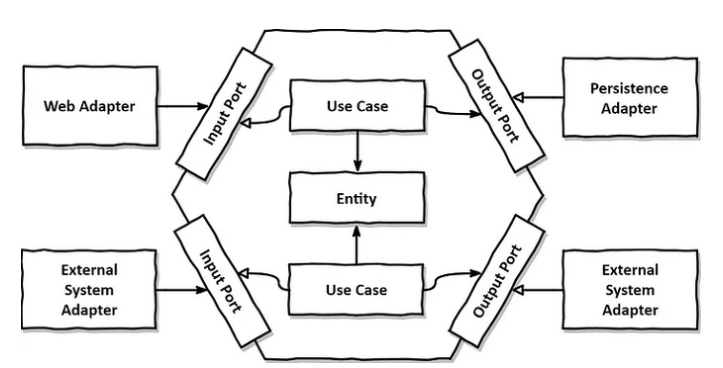 Web Adapter
Input Port
Use Case
Output Port
Persistence
Adapter
Entity
External
System
Adapter
Input Port
Use Case
Output Port
External
System
Adapter